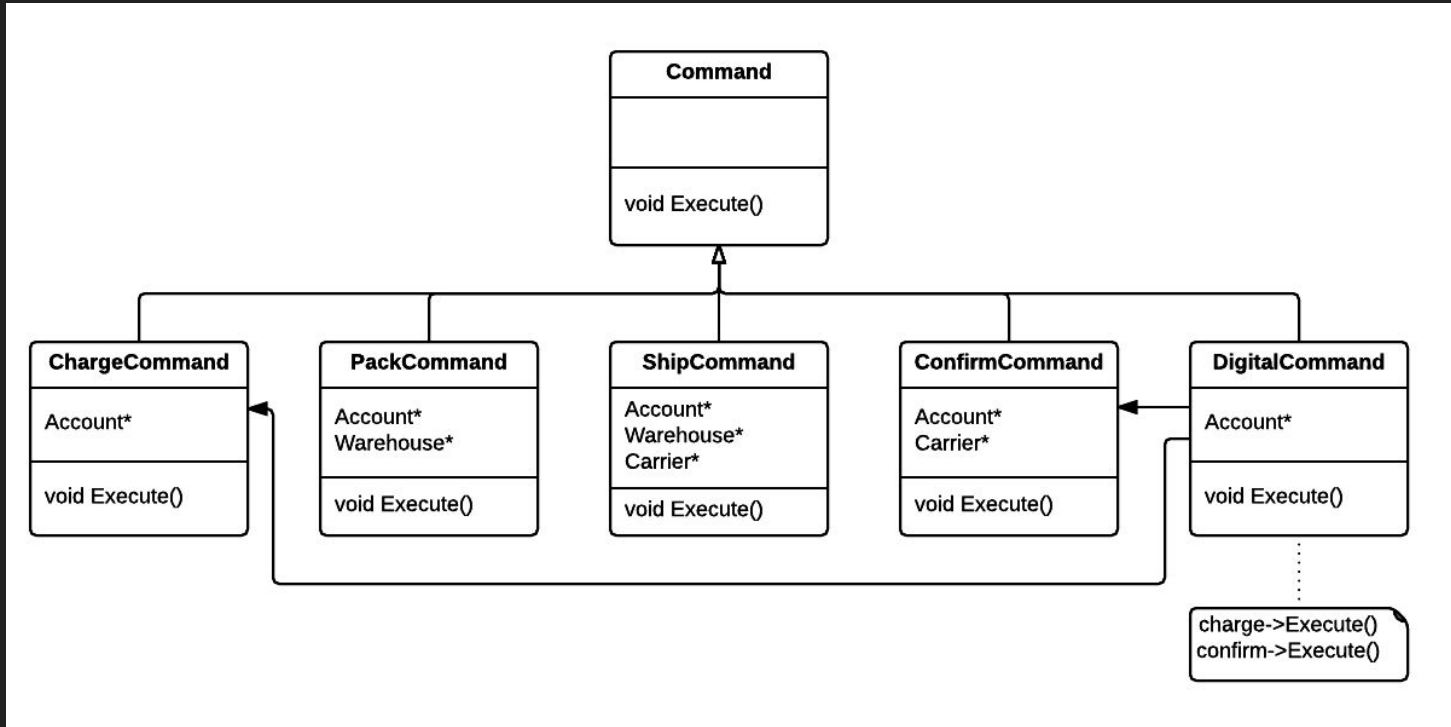 Command
void Execute()
ChargeCommand
Account*
void Execute()
PackCommand
Account*
Warehouse*
void Execute()
ShipCommand
Account*
Warehouse*
Carrier*
void Execute()
ConfirmCommand
Account*
Carrier*
void Execute()
DigitalCommand
Account*
void Execute()
charge->Execute()
confirm->Execute()